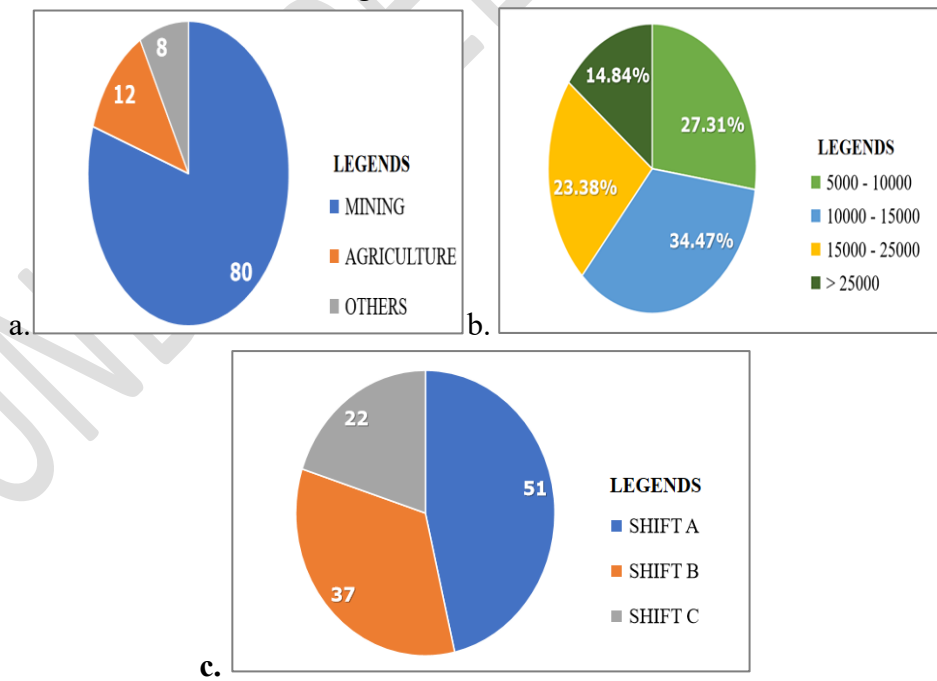 8
12
80
LEGENDS
MINING
AGRICULTURE
OTHERS
a.
14.84%
27.31%
23.38%
34.47%
LEGENDS
5000 - 10000
10000 - 15000
15000 - 25000
> 25000
b.
22
51
37
LEGENDS
SHIFT A
SHIFT B
SHIFT C
c.